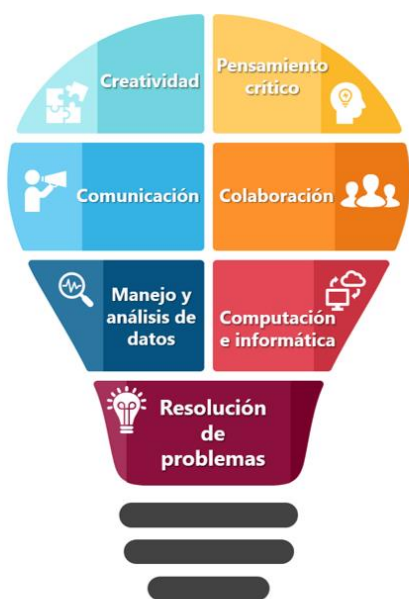 Creatividad
Pensamiento
crítico
Comunicación
Colaboración
Manejo y
análisis de
datos
Computación
e informática
Resolución
de
problemas